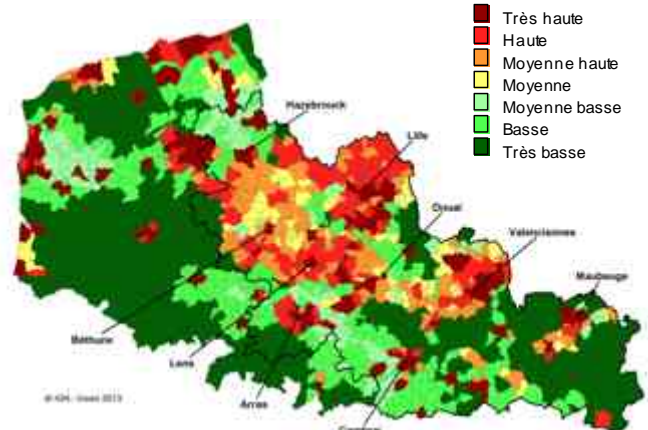 Très haute
Haute
Moyenne haute
Moyenne
Moyenne basse
Basse
Très basse
Hazebrouck
Lille
Douai
Valenciennes
Maubeuge
Béthune
Lens
Arras